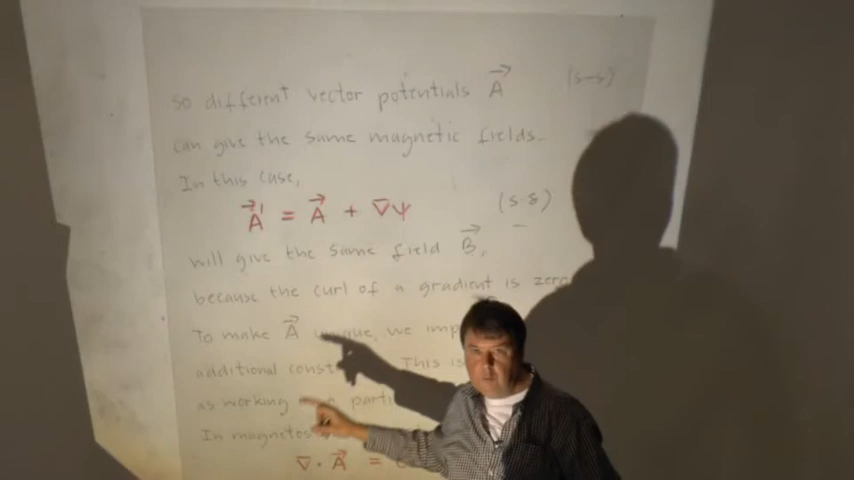 So different vector potentials A⃗ (5-5)
can give the same magnetic fields.
In this case,
A⃗' = A⃗ + ∇ψ (5.8)
will give the same field B⃗,
because the curl of a gradient is zero
To make A⃗ unique, we imp
additional const This is
as working in a parti
In magnetos
∇ · A⃗ =